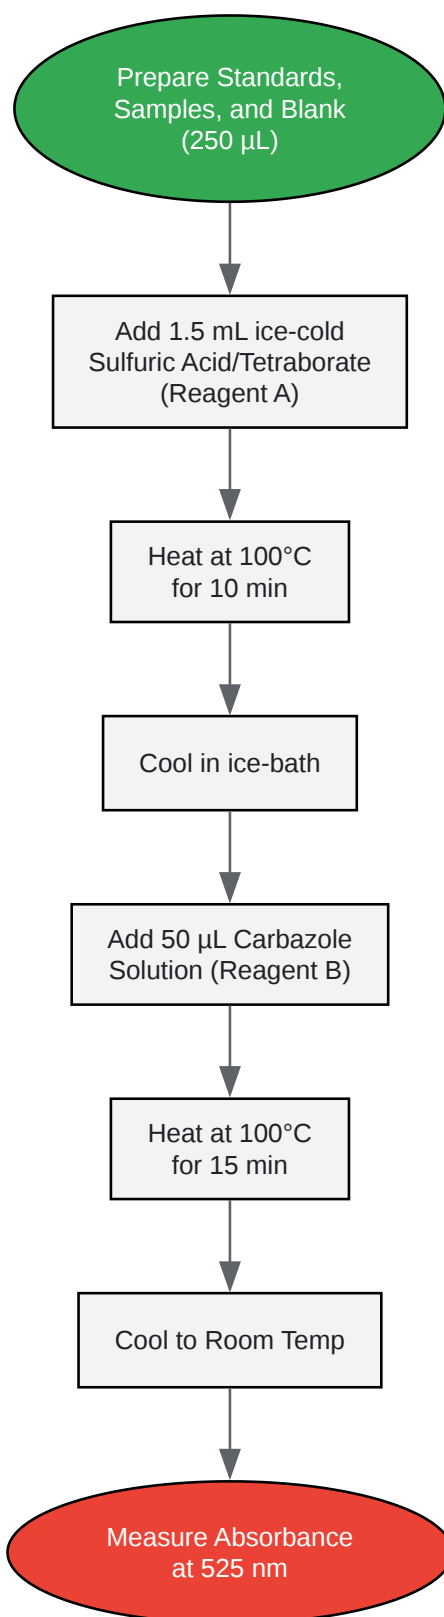 Prepare Standards,
Samples, and Blank
(250 µL)
Add 1.5 mL ice-cold
Sulfuric Acid/Tetraborate
(Reagent A)
Heat at 100°C
for 10 min
Cool in ice-bath
Add 50 µL Carbazole
Solution (Reagent B)
Heat at 100°C
for 15 min
Cool to Room Temp
Measure Absorbance
at 525 nm